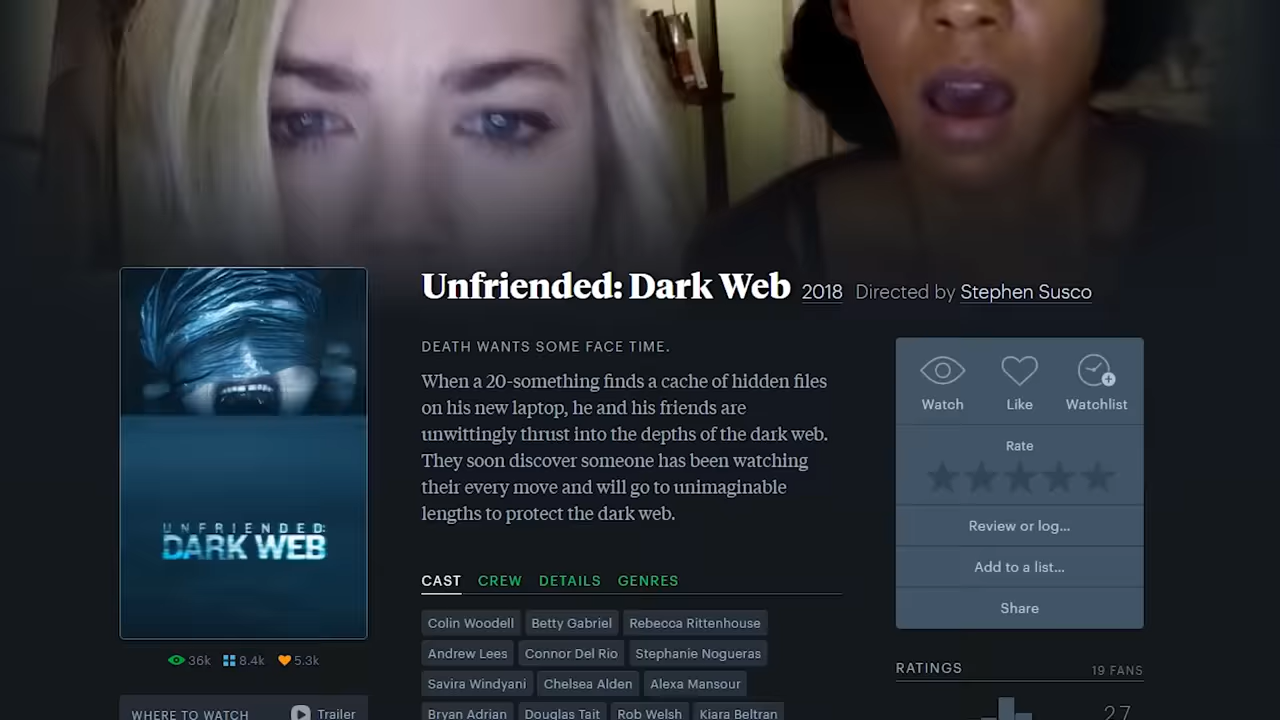 Unfriended: Dark Web 2018 Directed by Stephen Susco
DEATH WANTS SOME FACE TIME.
When a 20-something finds a cache of hidden files
on his new laptop, he and his friends are
unwittingly thrust into the depths of the dark web.
They soon discover someone has been watching
their every move and will go to unimaginable
lengths to protect the dark web.
UNFRIENDED:
DARK WEB
36k 8.4k 5.3k
WHERE TO WATCH Trailer
CAST CREW DETAILS GENRES
Colin Woodell Betty Gabriel Rebecca Rittenhouse
Andrew Lees Connor Del Rio Stephanie Nogueras
Savira Windyani Chelsea Alden Alexa Mansour
Bryan Adrian Douglas Tait Rob Welsh Kiara Beltran
Watch Like Watchlist
Rate
Review or log...
Add to a list...
Share
RATINGS 19 FANS
2.7